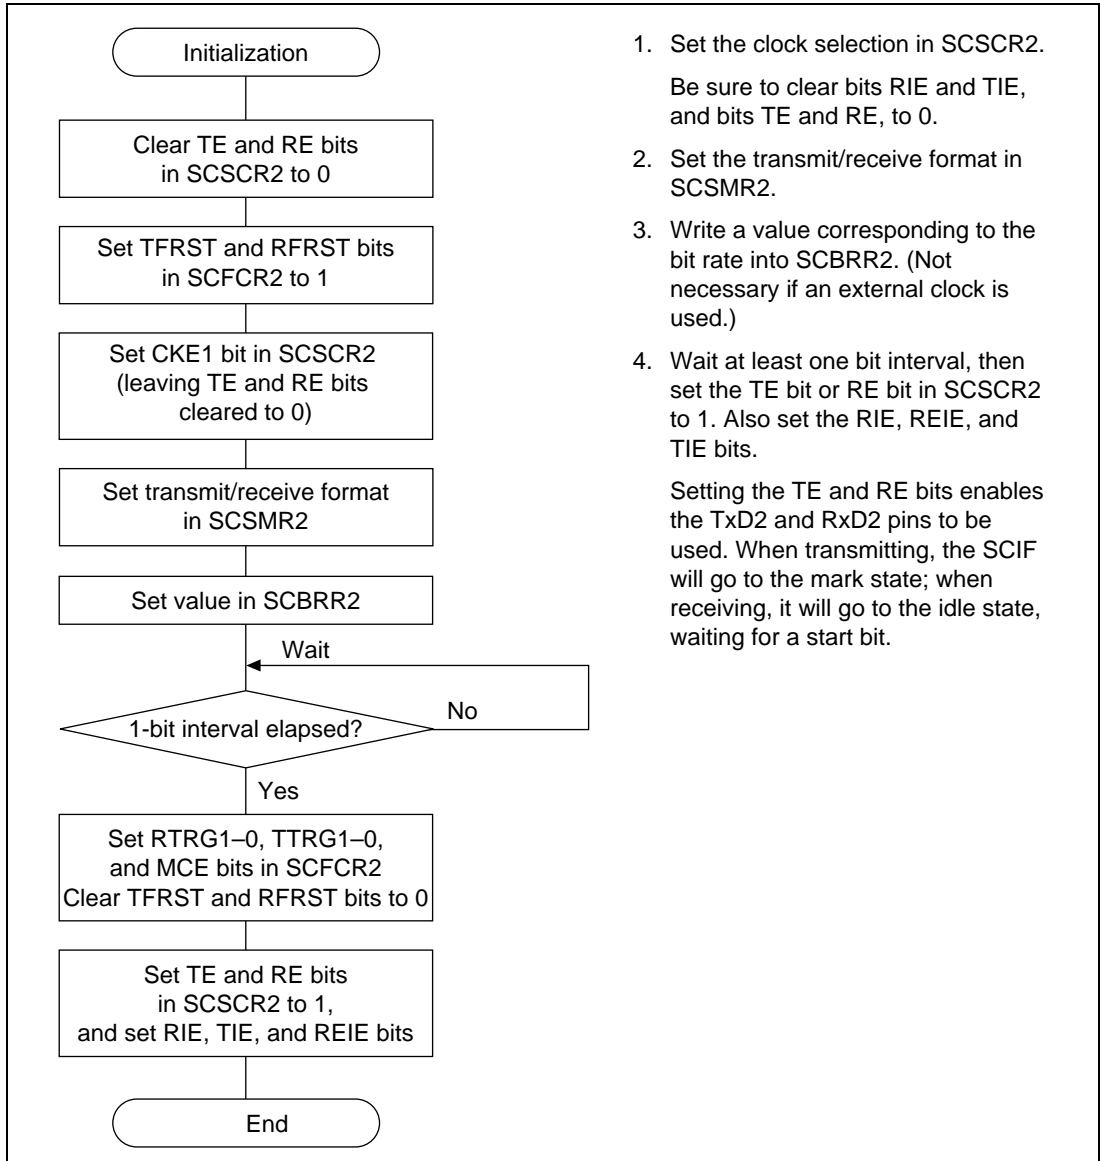 Initialization
Clear TE and RE bits
in SCSCR2 to 0
Set TFRST and RFRST bits
in SCFCR2 to 1
Set CKE1 bit in SCSCR2
(leaving TE and RE bits
cleared to 0)
Set transmit/receive format
in SCSMR2
Set value in SCBRR2
Wait
1-bit interval elapsed?
No
Yes
Set RTRG1–0, TTRG1–0,
and MCE bits in SCFCR2
Clear TFRST and RFRST bits to 0
Set TE and RE bits
in SCSCR2 to 1,
and set RIE, TIE, and REIE bits
End
1. Set the clock selection in SCSCR2.
Be sure to clear bits RIE and TIE,
and bits TE and RE, to 0.
2. Set the transmit/receive format in
SCSMR2.
3. Write a value corresponding to the
bit rate into SCBRR2. (Not
necessary if an external clock is
used.)
4. Wait at least one bit interval, then
set the TE bit or RE bit in SCSCR2
to 1. Also set the RIE, REIE, and
TIE bits.
Setting the TE and RE bits enables
the TxD2 and RxD2 pins to be
used. When transmitting, the SCIF
will go to the mark state; when
receiving, it will go to the idle state,
waiting for a start bit.